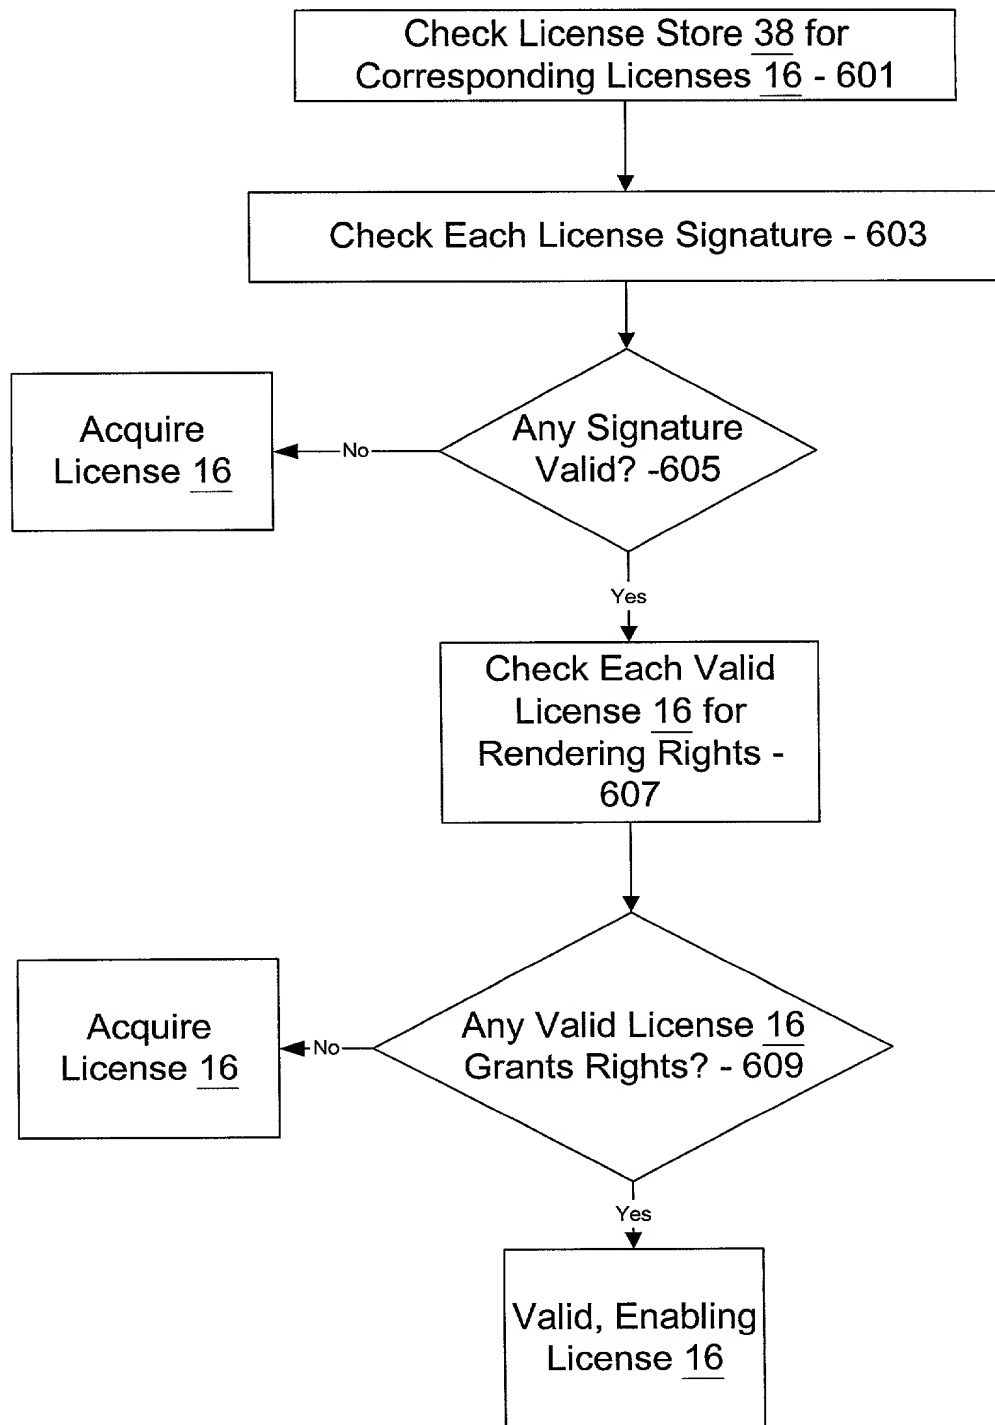 Check License Store 38 for
Corresponding Licenses 16 - 601
Check Each License Signature - 603
Any Signature
Valid? -605
No
Acquire
License 16
Yes
Check Each Valid
License 16 for
Rendering Rights -
607
Any Valid License 16
Grants Rights? - 609
No
Acquire
License 16
Yes
Valid, Enabling
License 16